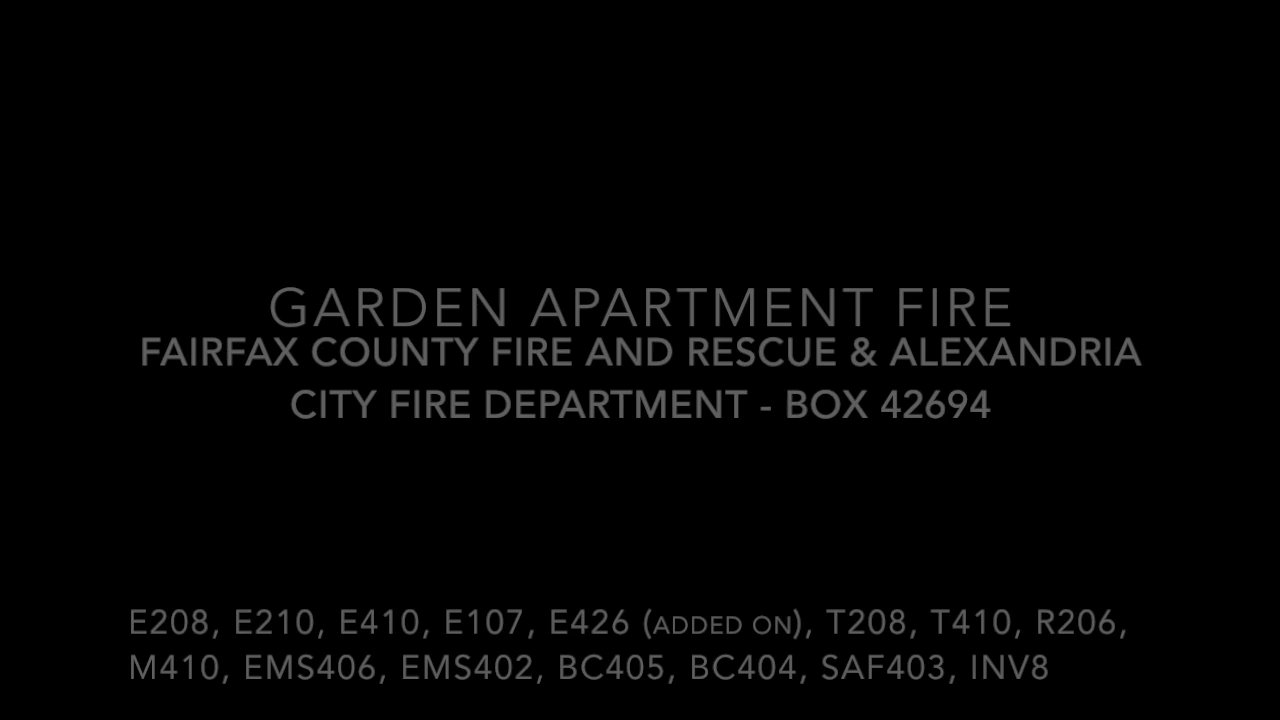 GARDEN APARTMENT FIRE
FAIRFAX COUNTY FIRE AND RESCUE & ALEXANDRIA
CITY FIRE DEPARTMENT - BOX 42694
E208, E210, E410, E107, E426 (ADDED ON), T208, T410, R206,
M410, EMS406, EMS402, BC405, BC404, SAF403, INV8